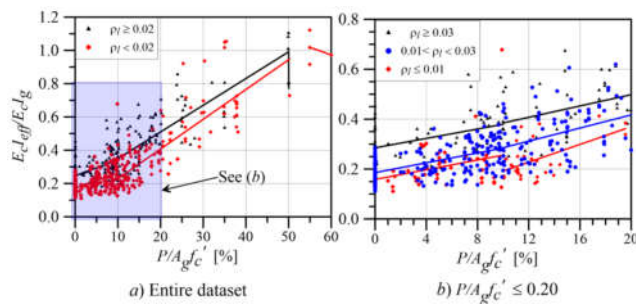 ρl ≥ 0.02
ρl < 0.02
1.2
1.0
0.8
0.6
0.4
0.2
0.0
EcIeff/EcIg
See (b)
0 10 20 30 40 50 60
P/Agfc′ [%]
a) Entire dataset
ρl ≥ 0.03
0.01< ρl < 0.03
ρl ≤ 0.01
0.8
0.6
0.4
0.2
0.0
0 4 8 12 16 20
P/Agfc′ [%]
b) P/Agfc′ ≤ 0.20